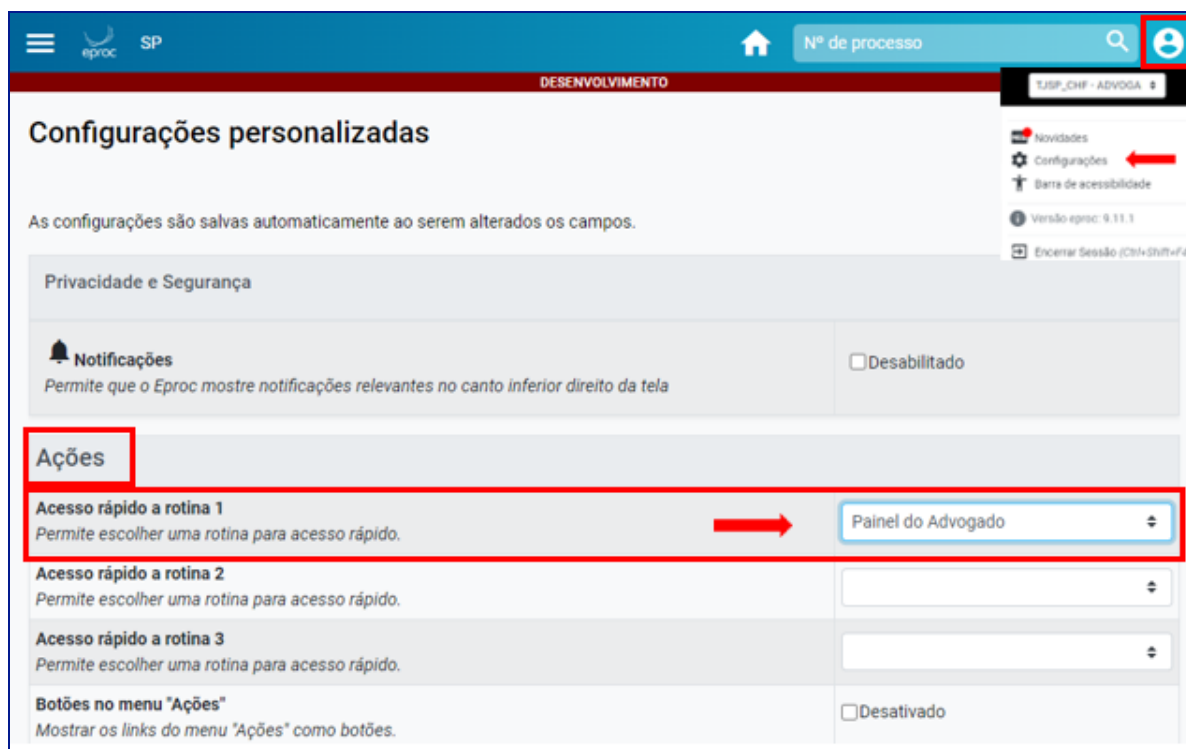 eproc SP Nº de processo
DESENVOLVIMENTO
TJSP_CHF - ADVOGA
Configurações personalizadas
Novidades
Configurações
Barra de acessibilidade
As configurações são salvas automaticamente ao serem alterados os campos.
Versão eproc: 9.11.1
Encerrar Sessão (Ctrl+Shift+F4
Privacidade e Segurança
Notificações
Permite que o Eproc mostre notificações relevantes no canto inferior direito da tela
Desabilitado
Ações
Acesso rápido a rotina 1
Permite escolher uma rotina para acesso rápido.
Painel do Advogado
Acesso rápido a rotina 2
Permite escolher uma rotina para acesso rápido.
Acesso rápido a rotina 3
Permite escolher uma rotina para acesso rápido.
Botões no menu "Ações"
Mostrar os links do menu "Ações" como botões.
Desativado